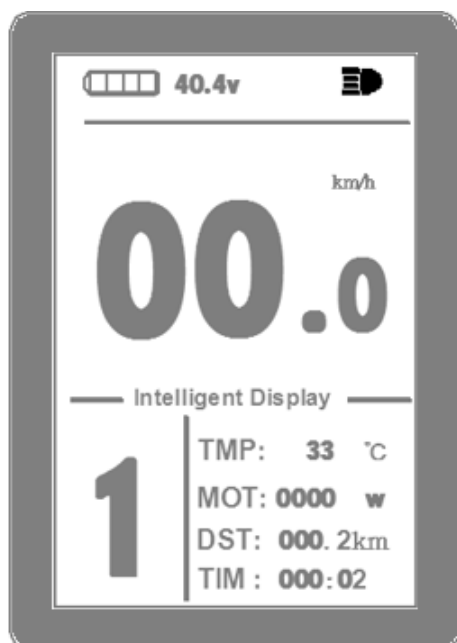 40.4v
km/h
00.0
Intelligent Display
1
TMP: 33 °C
MOT: 0000 w
DST: 000.2km
TIM : 000:02